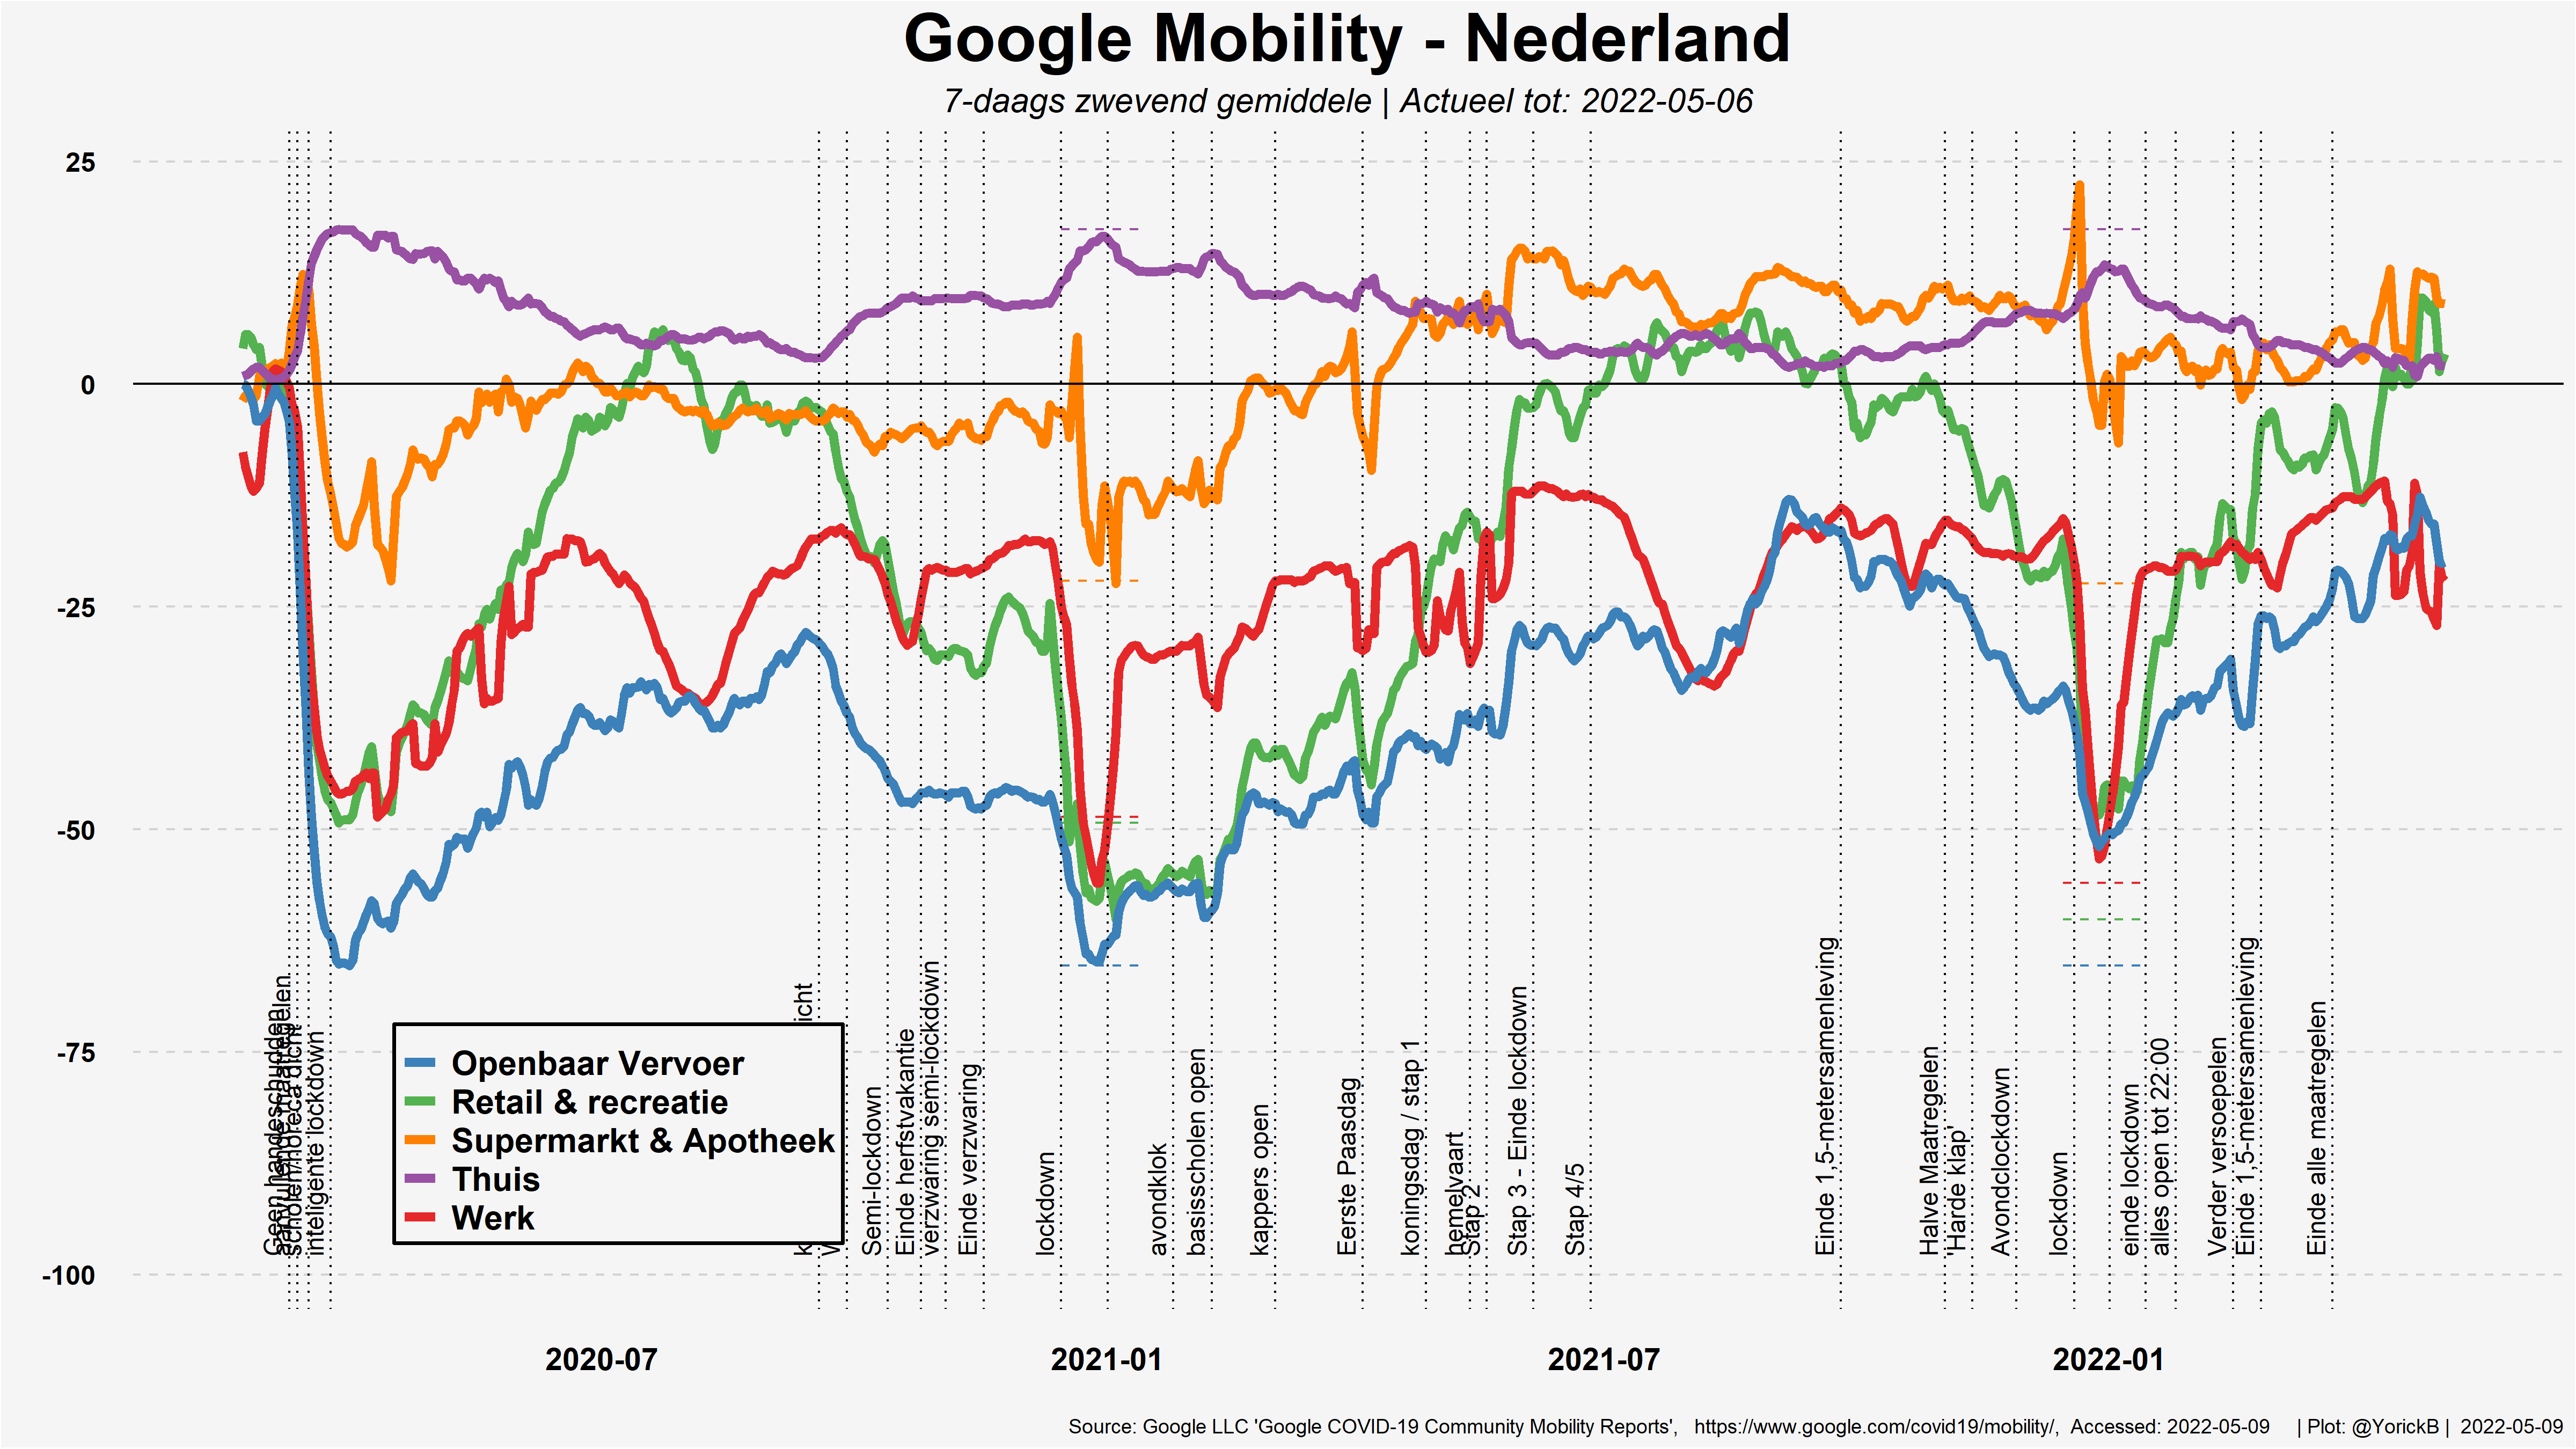 Google Mobility - Nederland
7-daags zwevend gemiddele | Actueel tot: 2022-05-06
25
0
-25
-50
-75
-100
Geen handeschudden
scholen/horeca dicht
inteligente lockdown
icht
Semi-lockdown
Einde herfstvakantie
verzwaring semi-lockdown
Einde verzwaring
lockdown
avondklok
basisscholen open
kappers open
Eerste Paasdag
koningsdag / stap 1
hemelvaart
Stap 2
Stap 3 - Einde lockdown
Stap 4/5
Einde 1,5-metersamenleving
Halve Maatregelen
'Harde klap'
Avondclockdown
lockdown
einde lockdown
alles open tot 22:00
Verder versoepelen
Einde 1,5-metersamenleving
Einde alle maatregelen
Openbaar Vervoer
Retail & recreatie
Supermarkt & Apotheek
Thuis
Werk
2020-07
2021-01
2021-07
2022-01
Source: Google LLC 'Google COVID-19 Community Mobility Reports', https://www.google.com/covid19/mobility/, Accessed: 2022-05-09 | Plot: @YorickB | 2022-05-09